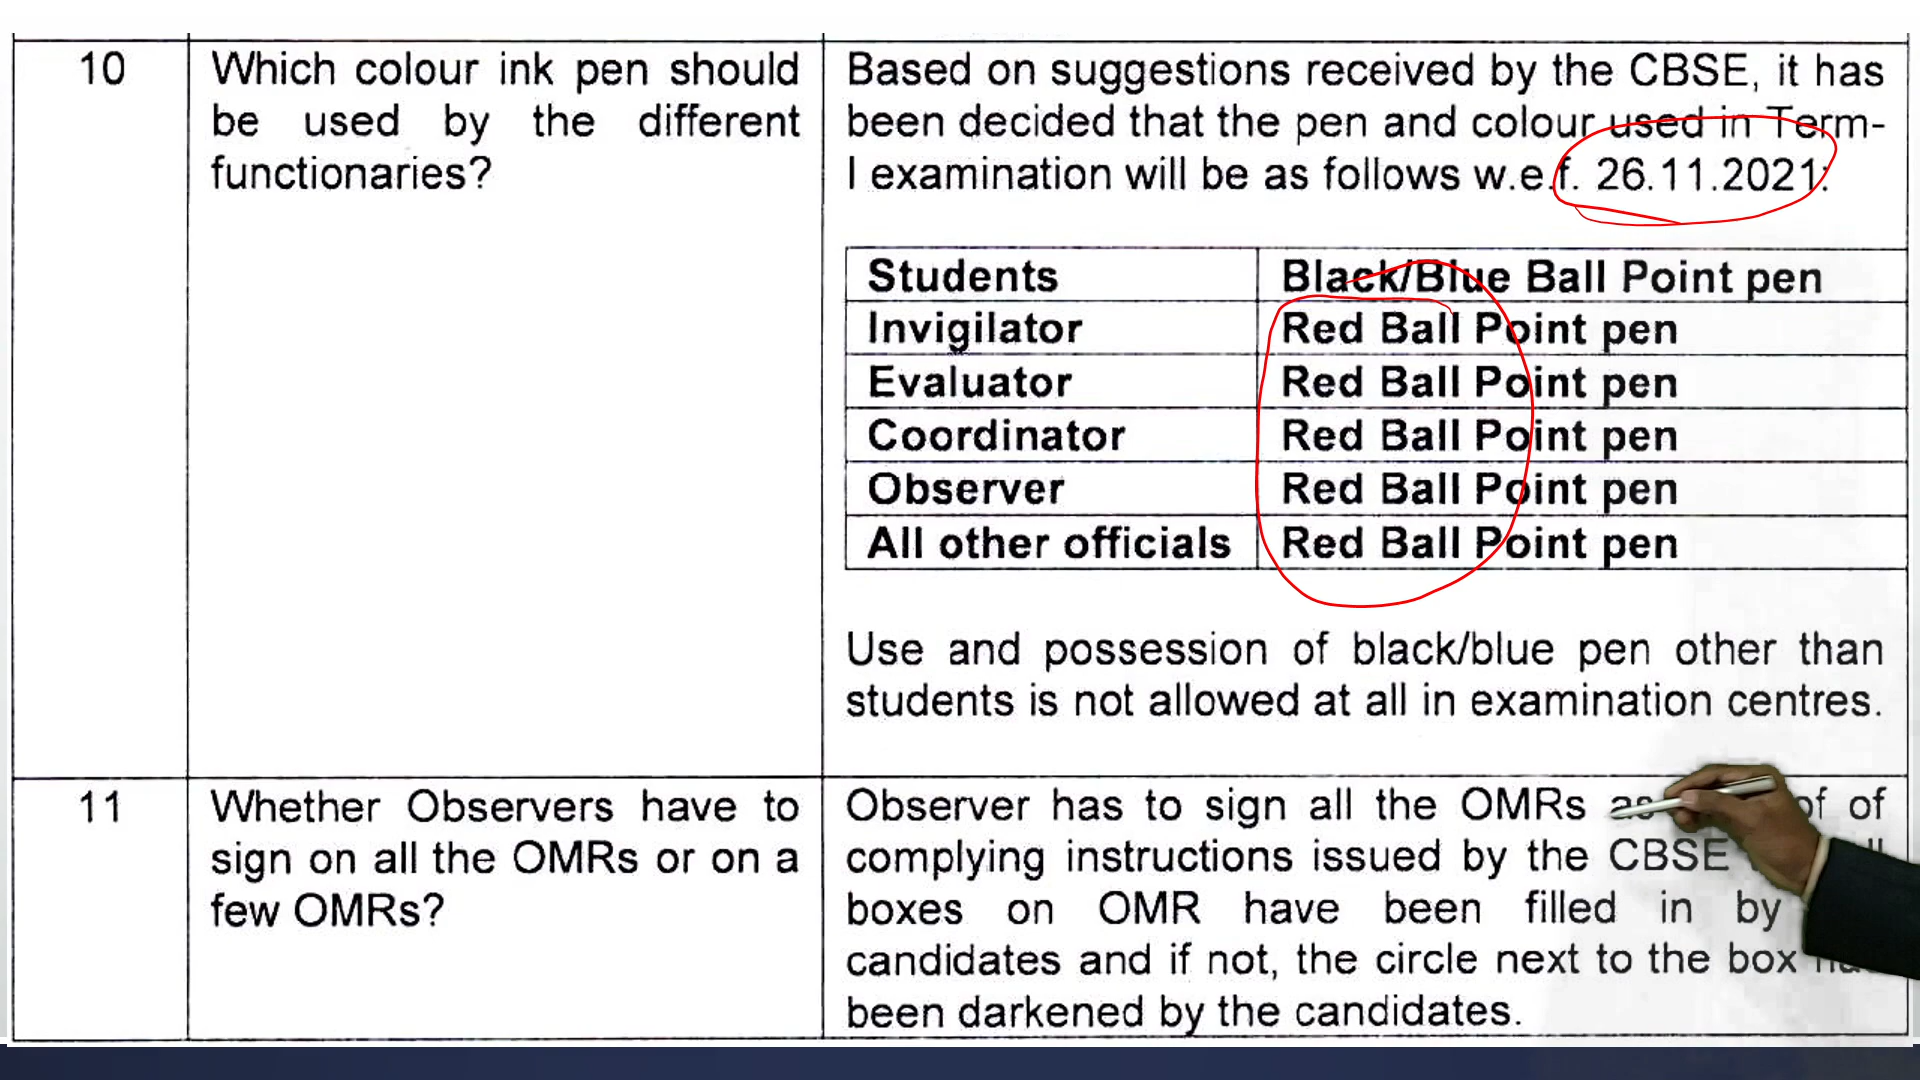 10
Which colour ink pen should
be used by the different
functionaries?
Based on suggestions received by the CBSE, it has
been decided that the pen and colour used in Term-
I examination will be as follows w.e.f. 26.11.2021:
Students Black/Blue Ball Point pen
Invigilator Red Ball Point pen
Evaluator Red Ball Point pen
Coordinator Red Ball Point pen
Observer Red Ball Point pen
All other officials Red Ball Point pen
Use and possession of black/blue pen other than
students is not allowed at all in examination centres.
11
Whether Observers have to
sign on all the OMRs or on a
few OMRs?
Observer has to sign all the OMRs as of
complying instructions issued by the CBSE
boxes on OMR have been filled in by
candidates and if not, the circle next to the box
been darkened by the candidates.